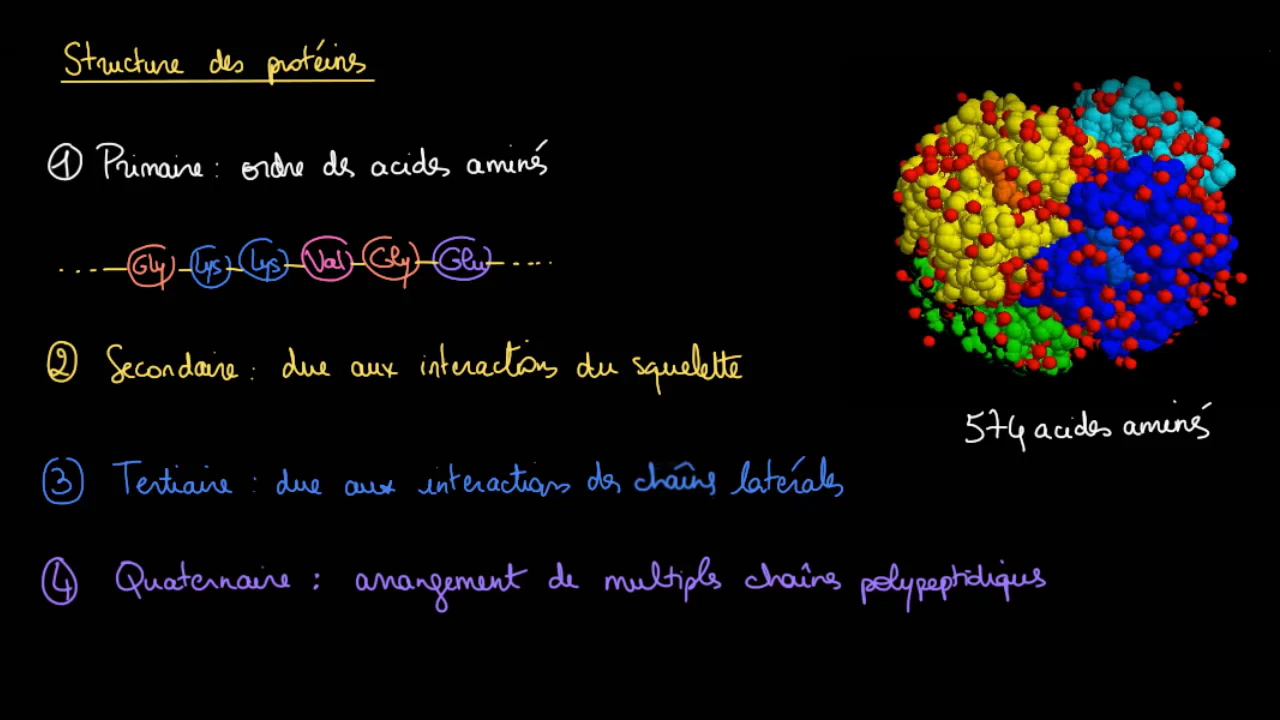 Structure des protéines
① Primaire : ordre des acides aminés
.... Gly Lys Lys Val Gly Glu ....
② Secondaire : due aux interactions du squelette
574 acides aminés
③ Tertiaire : due aux interactions des chaînes latérales
④ Quaternaire : arrangement de multiples chaînes polypeptidiques